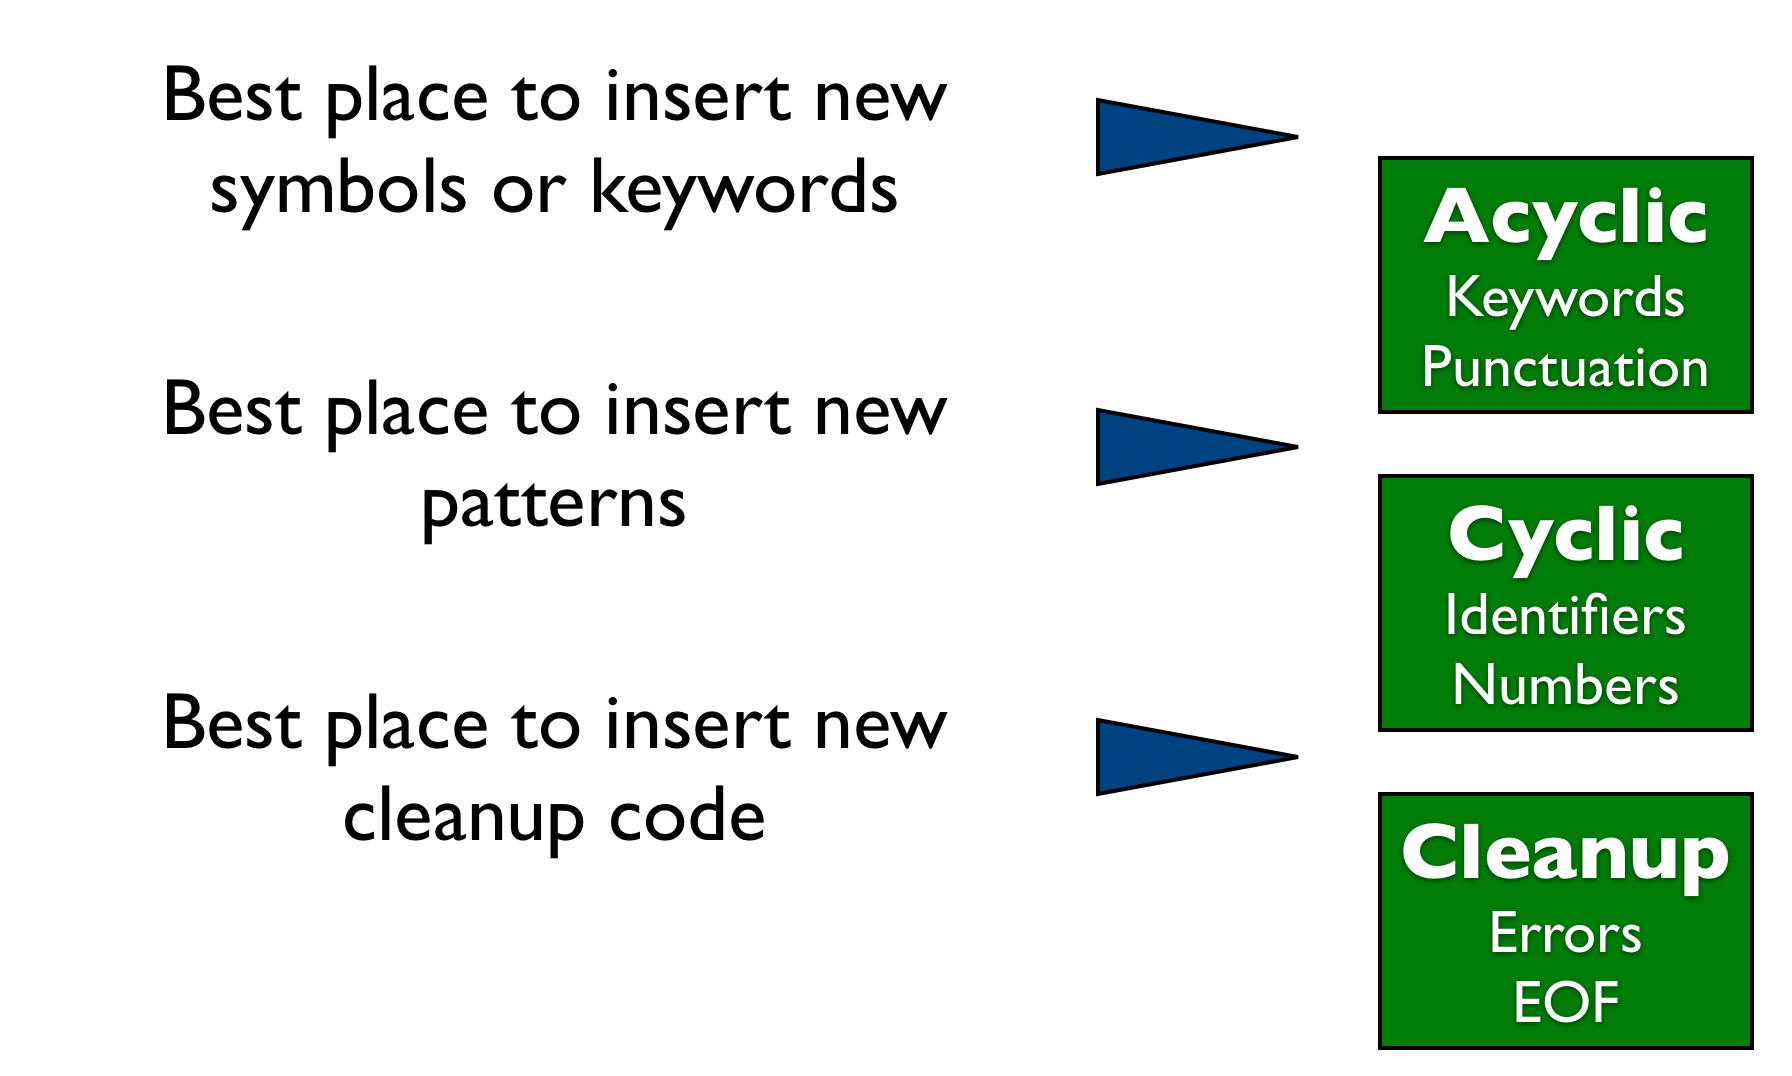 Best place to insert new
symbols or keywords
Best place to insert new
patterns
Best place to insert new
cleanup code
Acyclic
Keywords
Punctuation
Cyclic
Identifiers
Numbers
Cleanup
Errors
EOF